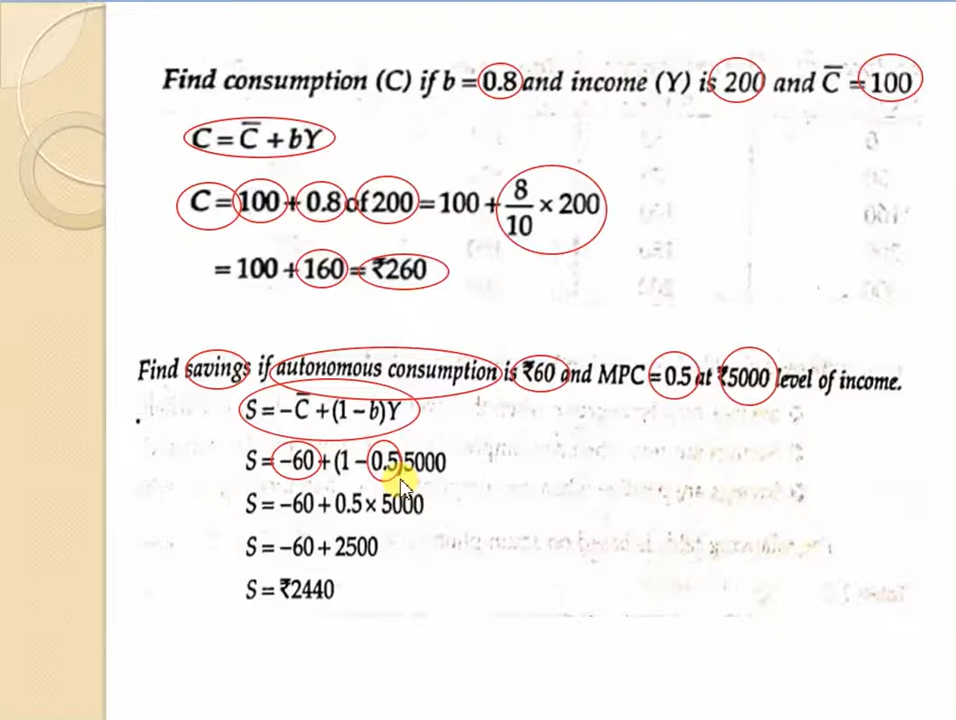 Find consumption (C) if b = 0.8 and income (Y) is 200 and C̅ = 100
C = C̅ + bY
C = 100 + 0.8 of 200 = 100 + 8/10 × 200
= 100 + 160 = ₹260
Find savings if autonomous consumption is ₹60 and MPC = 0.5 at ₹5000 level of income.
S = −C̅ + (1 − b)Y
S = −60 + (1 − 0.5)5000
S = −60 + 0.5 × 5000
S = −60 + 2500
S = ₹2440